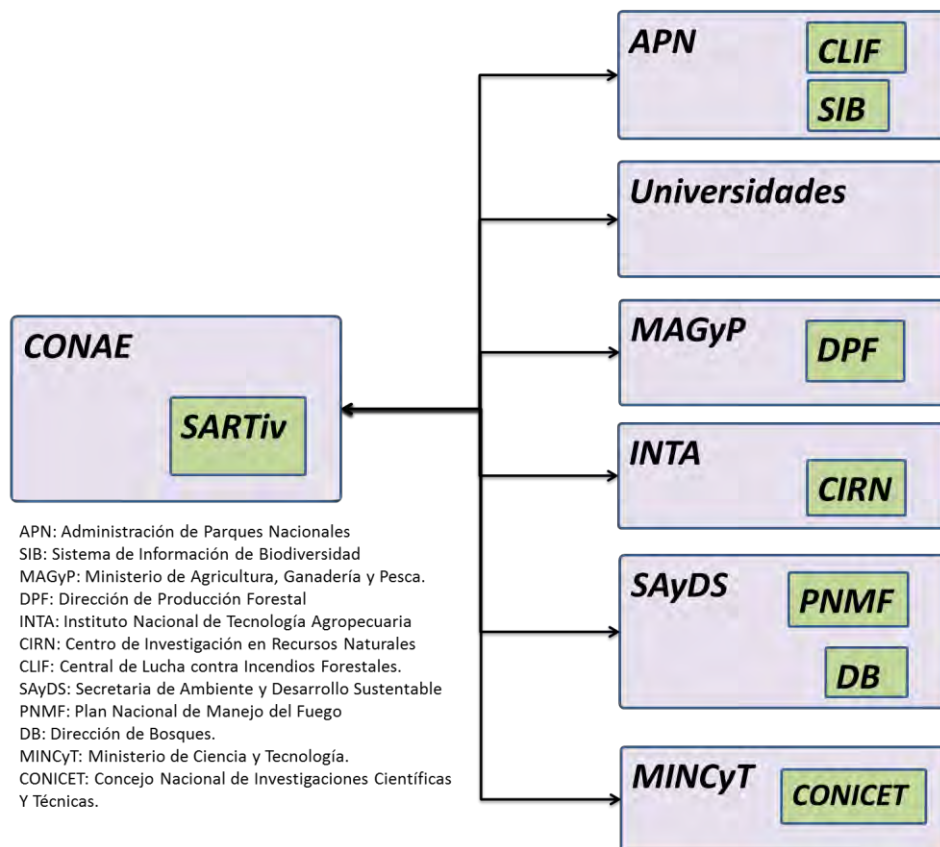 APN
CLIF
SIB
Universidades
MAGyP
DPF
CONAE
SARTiv
INTA
CIRN
SAyDS
PNMF
DB
MINCyT
CONICET
APN: Administración de Parques Nacionales
SIB: Sistema de Información de Biodiversidad
MAGyP: Ministerio de Agricultura, Ganadería y Pesca.
DPF: Dirección de Producción Forestal
INTA: Instituto Nacional de Tecnología Agropecuaria
CIRN: Centro de Investigación en Recursos Naturales
CLIF: Central de Lucha contra Incendios Forestales.
SAyDS: Secretaria de Ambiente y Desarrollo Sustentable
PNMF: Plan Nacional de Manejo del Fuego
DB: Dirección de Bosques.
MINCyT: Ministerio de Ciencia y Tecnología.
CONICET: Concejo Nacional de Investigaciones Científicas
Y Técnicas.